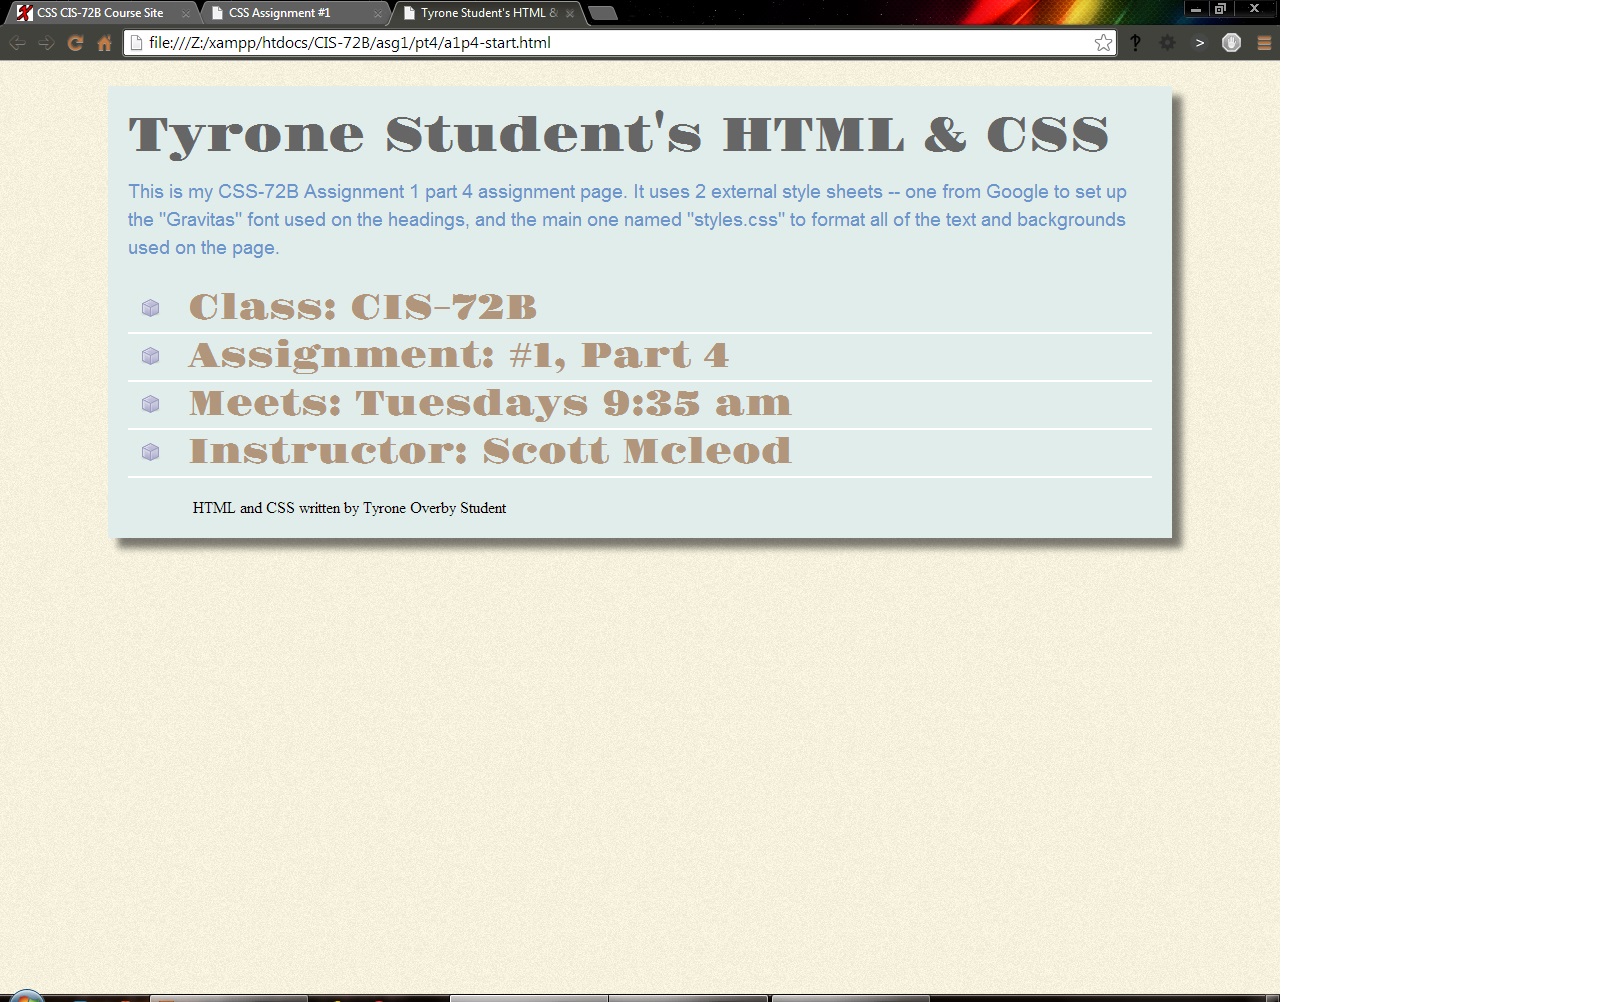 CSS CIS-72B Course Site
CSS Assignment #1
Tyrone Student's HTML &
file:///Z:/xampp/htdocs/CIS-72B/asg1/pt4/a1p4-start.html
Tyrone Student's HTML & CSS
This is my CSS-72B Assignment 1 part 4 assignment page. It uses 2 external style sheets -- one from Google to set up
the "Gravitas" font used on the headings, and the main one named "styles.css" to format all of the text and backgrounds
used on the page.
Class: CIS-72B
Assignment: #1, Part 4
Meets: Tuesdays 9:35 am
Instructor: Scott Mcleod
HTML and CSS written by Tyrone Overby Student